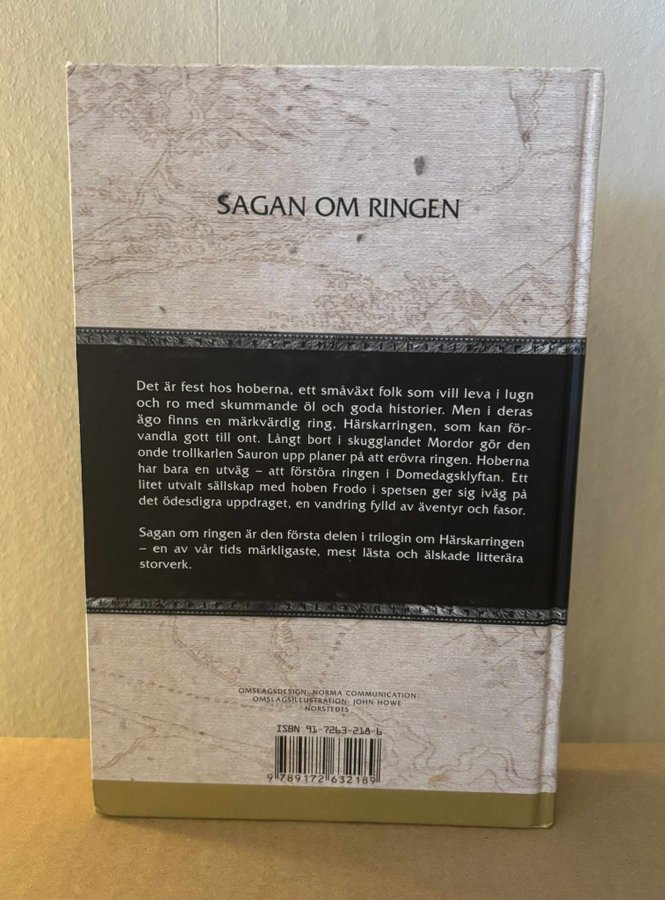 SAGAN OM RINGEN
Det är fest hos hoberna, ett småväxt folk som vill leva i lugn
och ro med skummande öl och goda historier. Men i deras
ägo finns en märkvärdig ring, Härskarringen, som kan för-
vandla gott till ont. Långt bort i skugglandet Mordor gör den
onde trollkarlen Sauron upp planer på att erövra ringen. Hoberna
har bara en utväg – att förstöra ringen i Domedagsklyftan. Ett
litet utvalt sällskap med hoben Frodo i spetsen ger sig iväg på
det ödesdigra uppdraget, en vandring fylld av äventyr och fasor.
Sagan om ringen är den första delen i trilogin om Härskarringen
– en av vår tids märkligaste, mest lästa och älskade litterära
storverk.
OMSLAGSDESIGN: NORMA COMMUNICATION
OMSLAGSILLUSTRATION: JOHN HOWE
NORSTEDTS
ISBN 91-7263-218-6
9 789172 632189